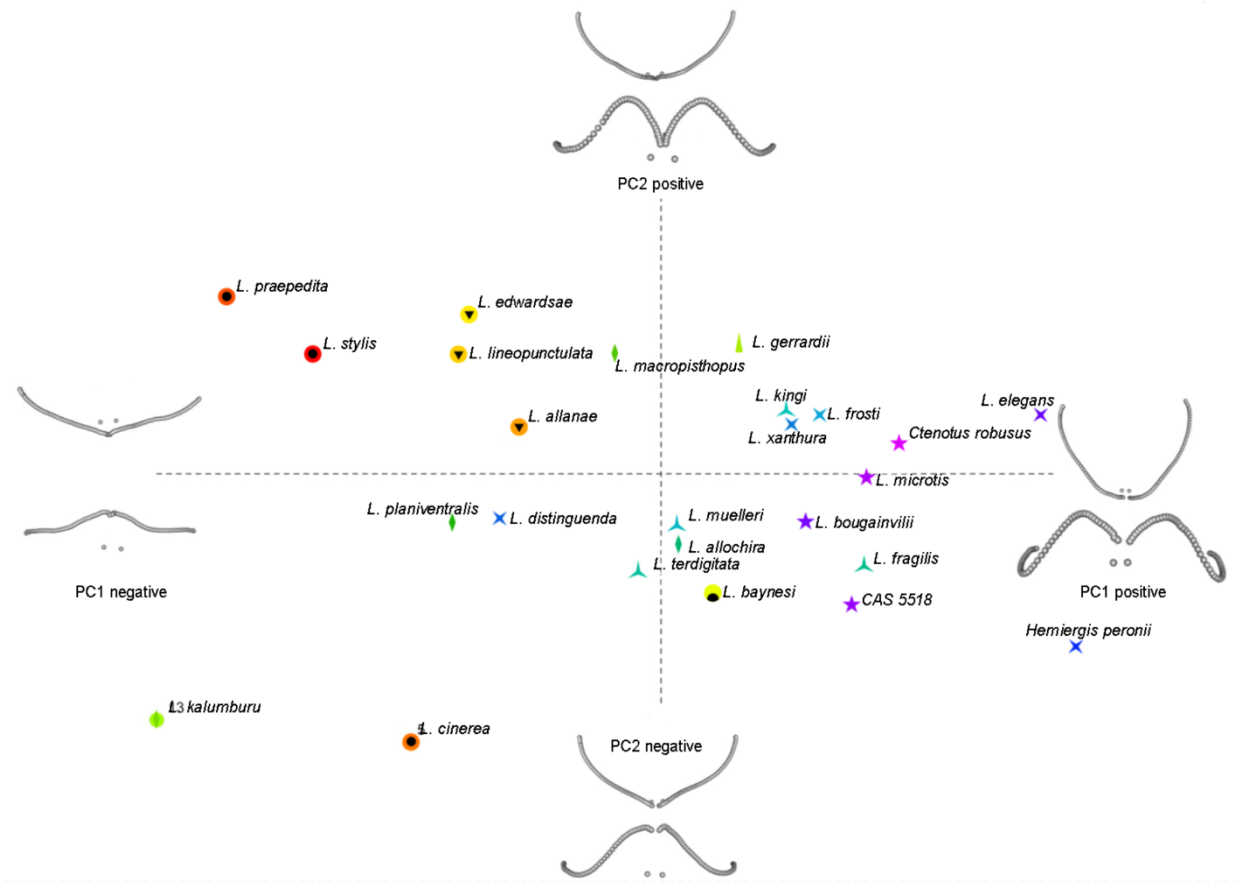 PC2 positive
L. praepedita
L. edwardsae
L. stylis
L. lineopunctulata
L. gerrardii
L. macropisthopus
L. kingi
L. elegans
L. frosti
L. allanae
L. xanthura
Ctenotus robusus
L. microtis
L. planiventralis
L. distinguenda
L. muelleri
L. bougainvilii
L. allochira
L. terdigitata
L. fragilis
PC1 negative
L. baynesi
CAS 5518
PC1 positive
Hemiergis peronii
kalumburu
L. cinerea
PC2 negative